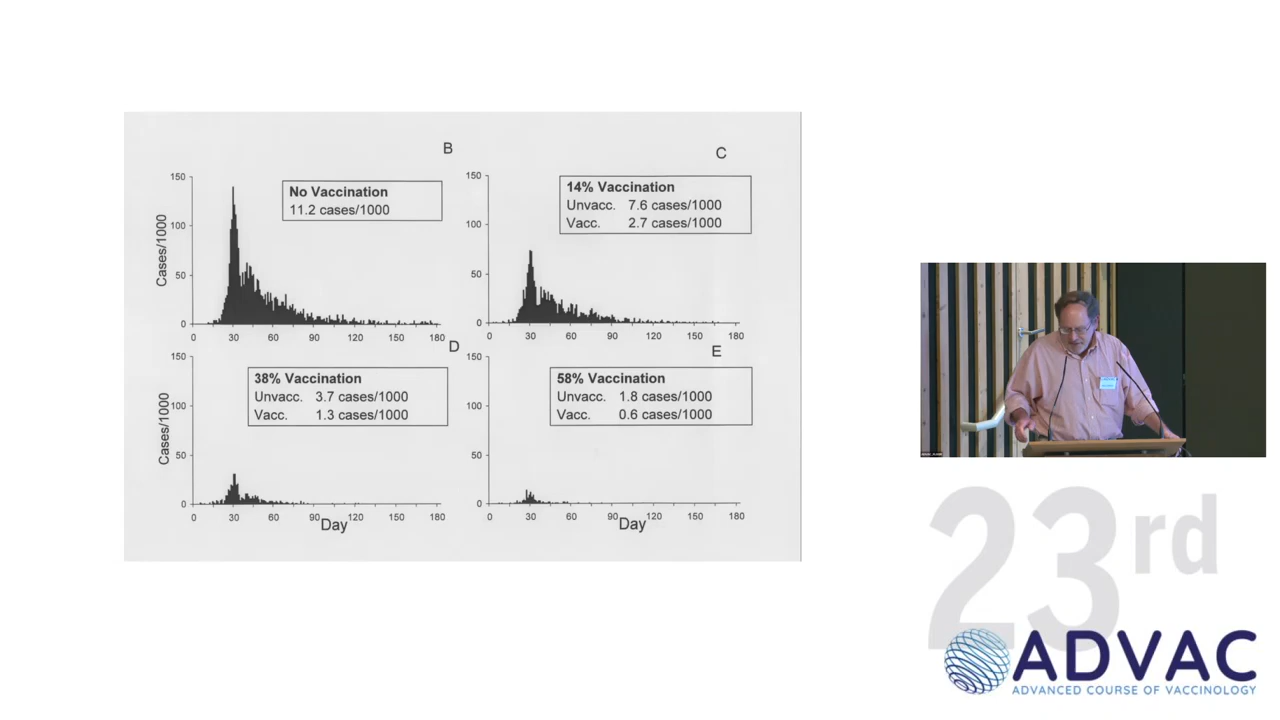 B
C
150
100
50
0
Cases/1000
No Vaccination
11.2 cases/1000
0 30 60 90 120 150 180
150
100
50
0
14% Vaccination
Unvacc. 7.6 cases/1000
Vacc. 2.7 cases/1000
0 30 60 90 120 150 180
D
E
150
100
50
0
Cases/1000
38% Vaccination
Unvacc. 3.7 cases/1000
Vacc. 1.3 cases/1000
0 30 60 90 120 150 180
Day
150
100
50
0
58% Vaccination
Unvacc. 1.8 cases/1000
Vacc. 0.6 cases/1000
0 30 60 90 120 150 180
Day
23rd
ADVAC
ADVANCED COURSE OF VACCINOLOGY